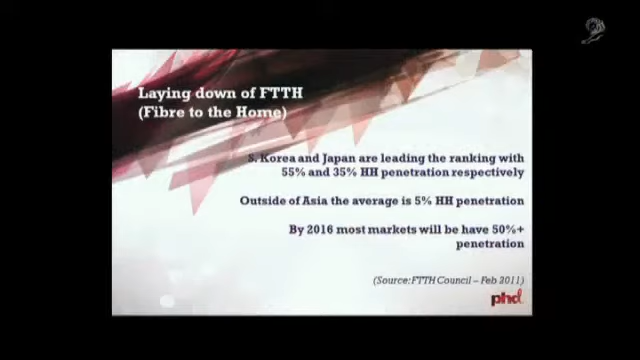 Laying down of FTTH
(Fibre to the Home)
S. Korea and Japan are leading the ranking with
55% and 35% HH penetration respectively
Outside of Asia the average is 5% HH penetration
By 2016 most markets will be have 50%+
penetration
(Source: FTTH Council – Feb 2011)
phd